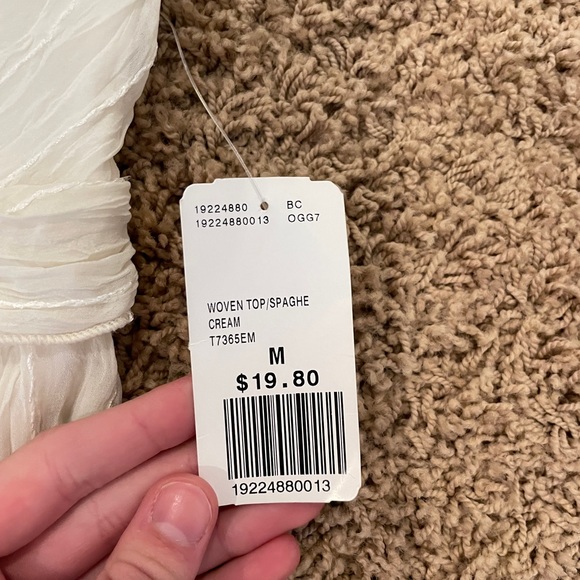 19224880 BC
19224880013 OGG7
WOVEN TOP/SPAGHE
CREAM
T7365EM
M
$19.80
19224880013